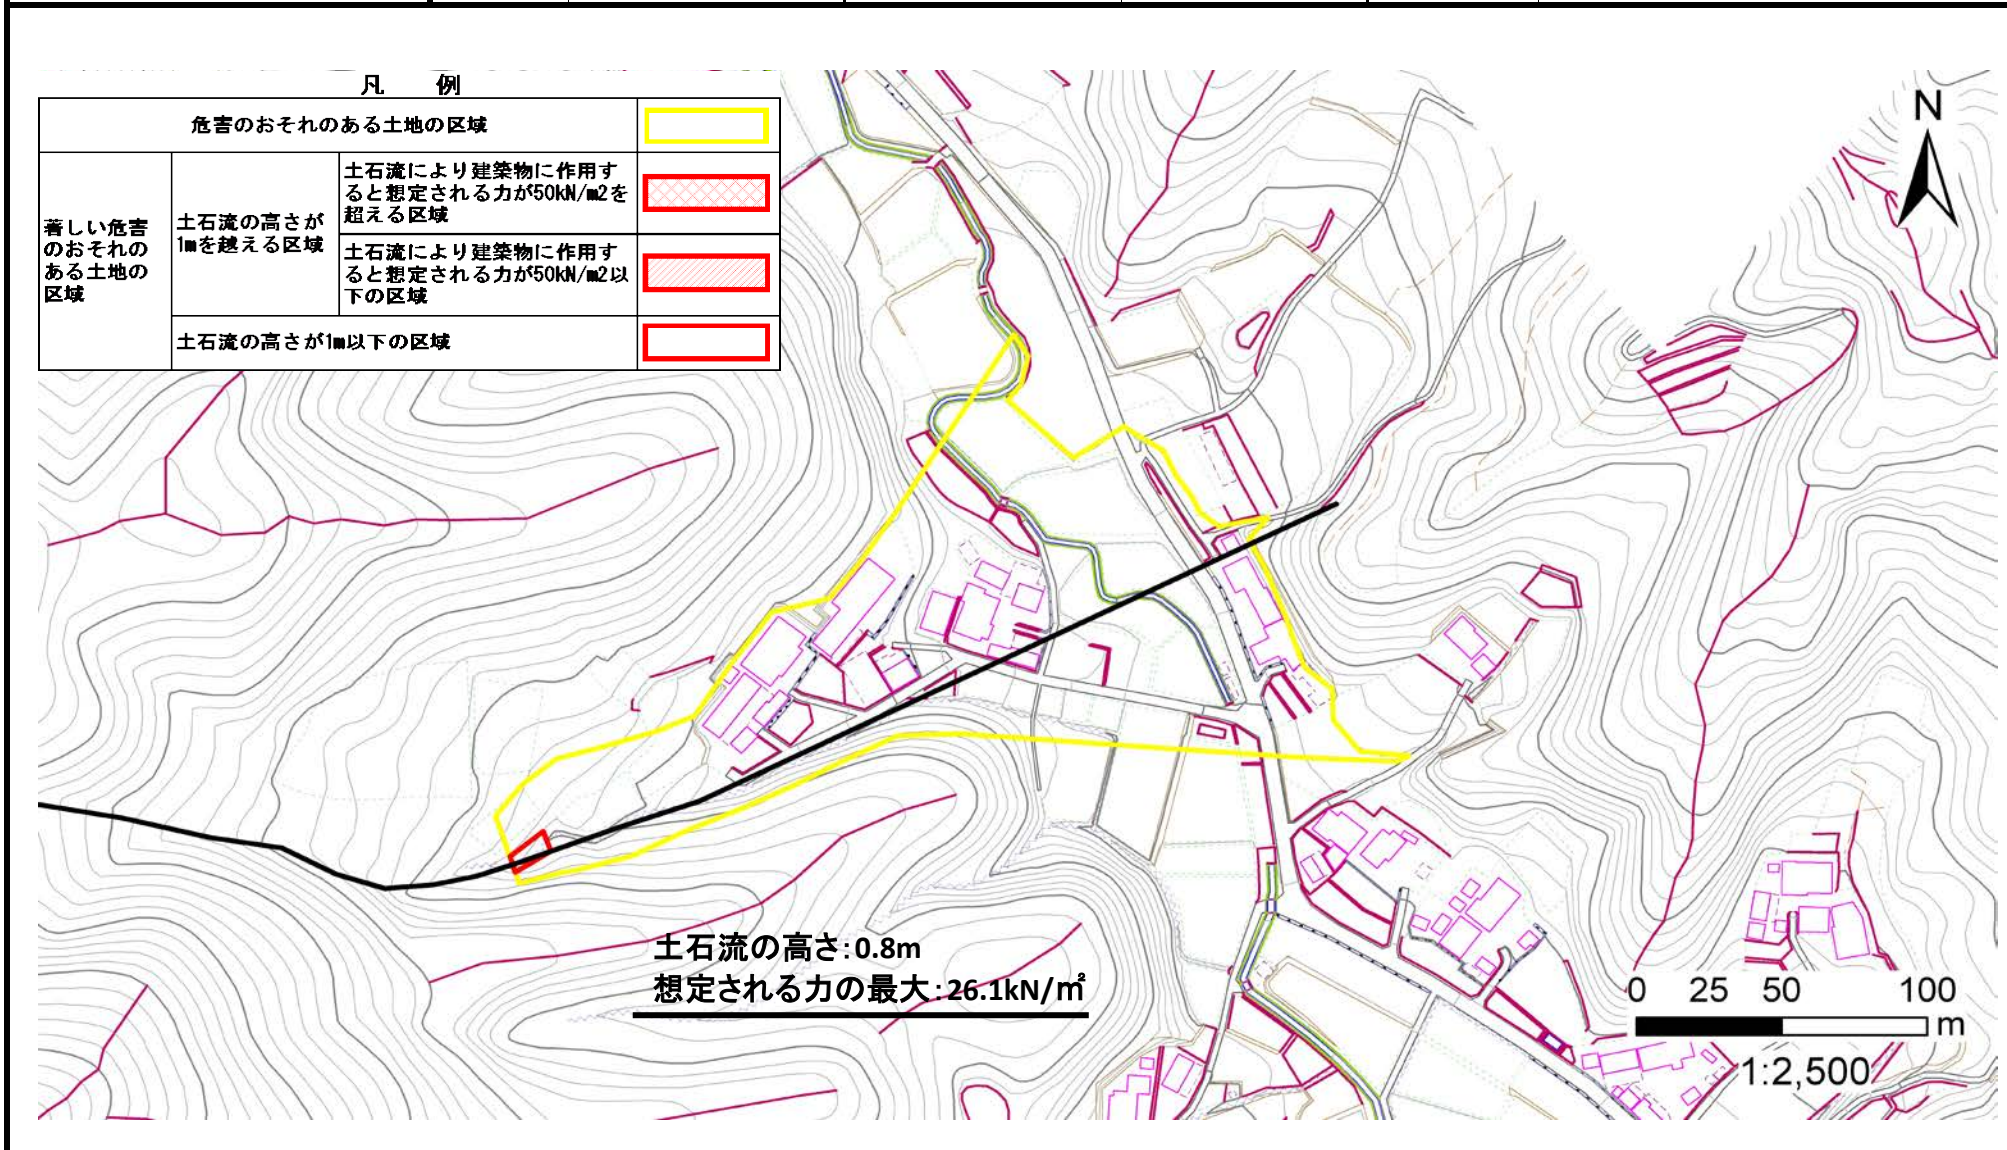 凡 例
危害のおそれのある土地の区域
著しい危害
のおそれの
ある土地の
区域
土石流の高さが
1mを越える区域
土石流により建築物に作用す
ると想定される力が50kN/m2を
超える区域
土石流により建築物に作用す
ると想定される力が50KN/m2以
下の区域
土石流の高さが1m以下の区域
N
土石流の高さ:0.8m
想定される力の最大:26.1kN/㎡
0 25 50 100
m
1:2,500